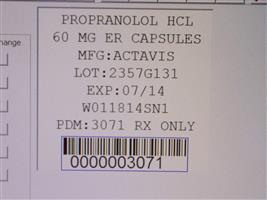 PROPRANOLOL HCL
60 MG ER CAPSULES
MFG:ACTAVIS
LOT:2357G131
EXP:07/14
W011814SN1
PDM:3071 RX ONLY
0000003071